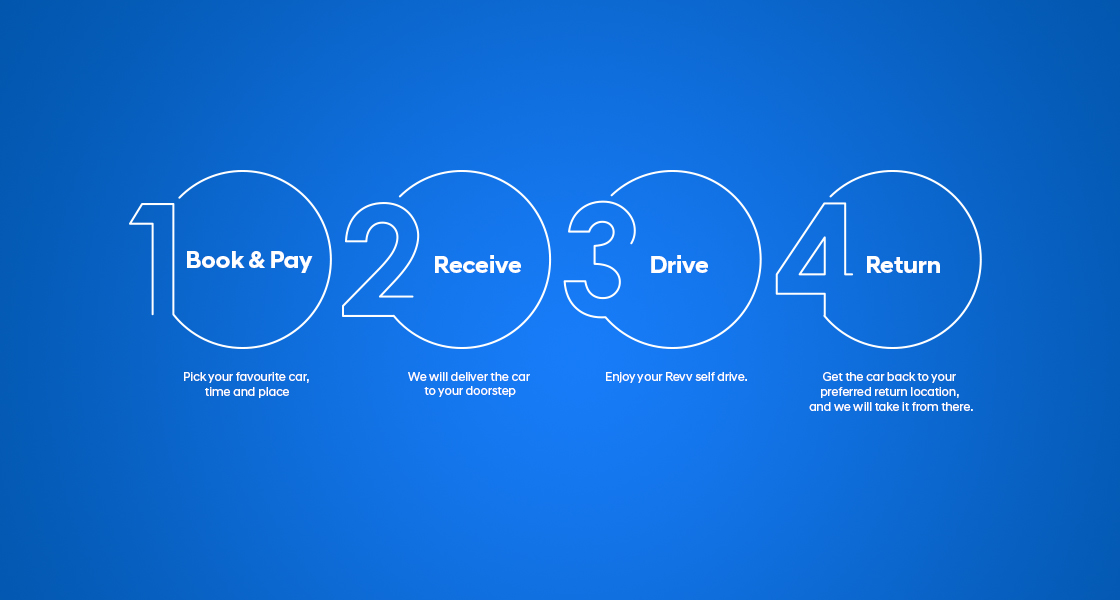 1
Book & Pay
Pick your favourite car,
time and place
2
Receive
We will deliver the car
to your doorstep
3
Drive
Enjoy your Revv self drive.
4
Return
Get the car back to your
preferred return location,
and we will take it from there.